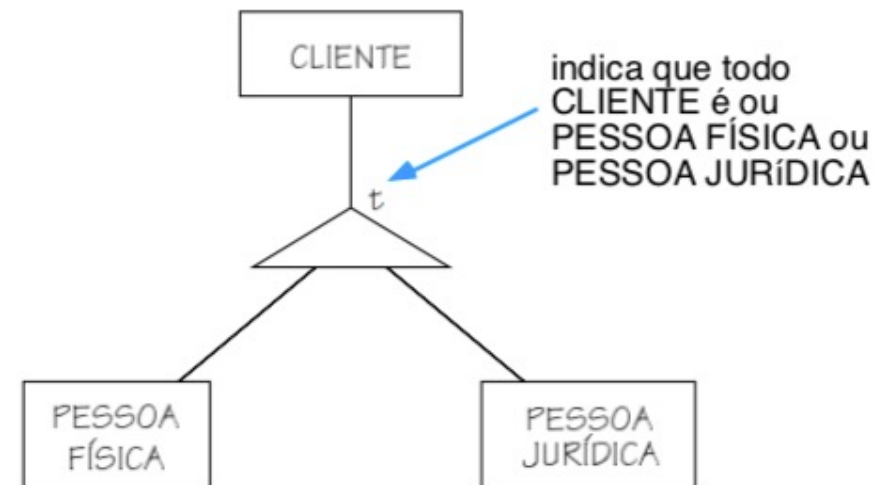 CLIENTE
indica que todo
CLIENTE é ou
PESSOA FÍSICA ou
PESSOA JURíDICA
t
PESSOA
FÍSICA
PESSOA
JURÍDICA